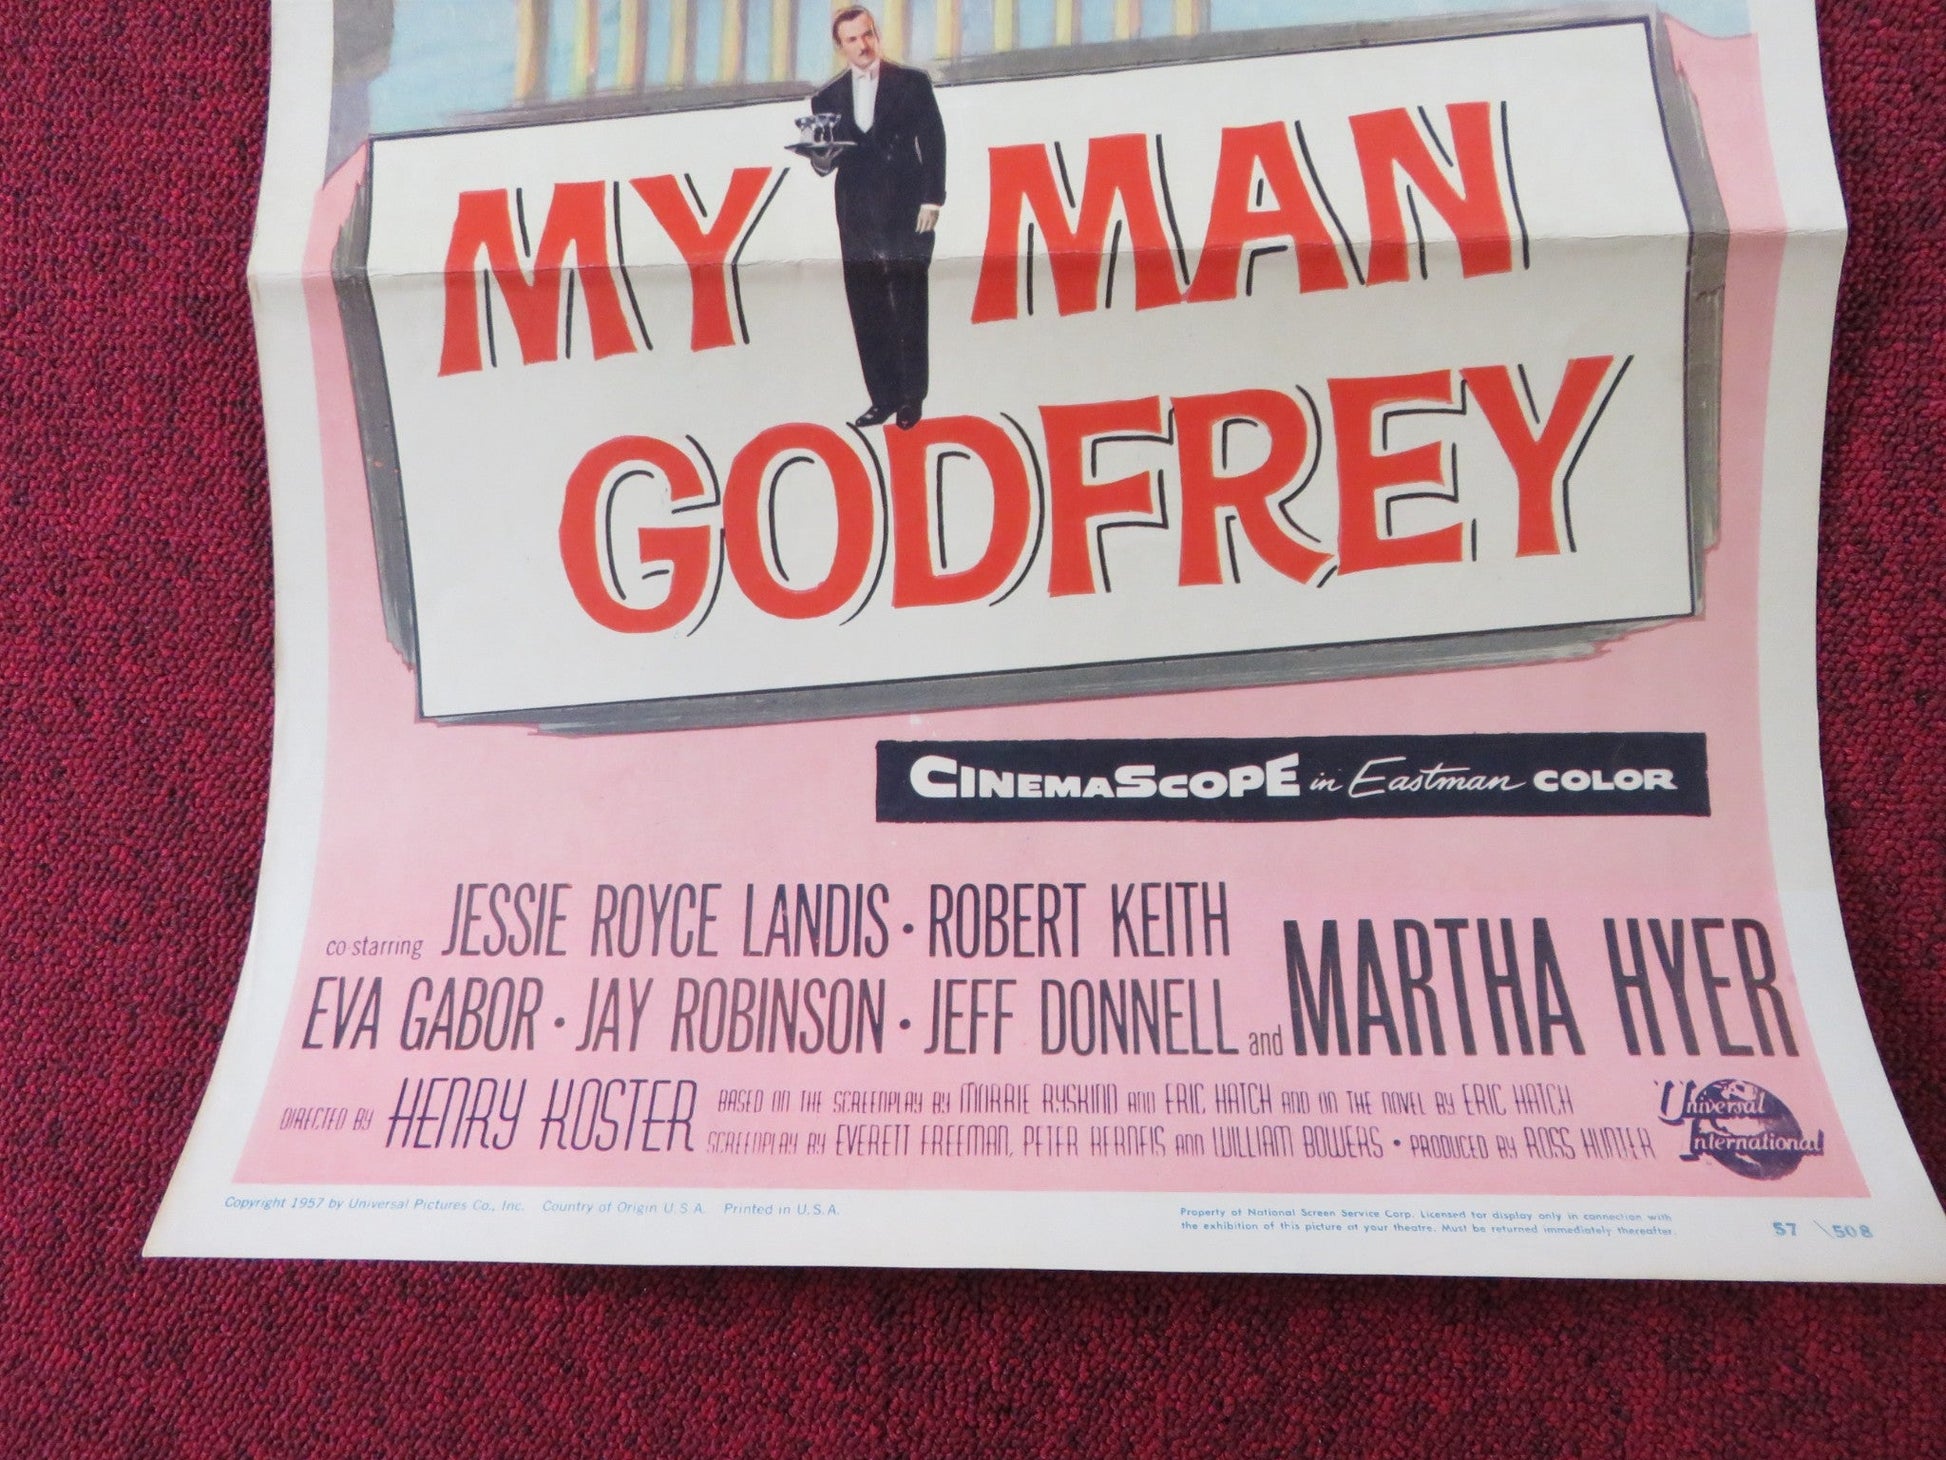 MY MAN
GODFREY
CINEMASCOPE in Eastman COLOR
co-starring JESSIE ROYCE LANDIS • ROBERT KEITH
EVA GABOR • JAY ROBINSON • JEFF DONNELL and MARTHA HYER
DIRECTED BY HENRY KOSTER
BASED ON THE SCREENPLAY BY MORRIE RYSKIND AND ERIC HATCH AND ON THE NOVEL BY ERIC HATCH
SCREENPLAY BY EVERETT FREEMAN, PETER BERNEIS AND WILLIAM BOWERS • PRODUCED BY ROSS HUNTER
Universal
International
Copyright 1957 by Universal Pictures Co., Inc. Country of Origin U.S.A. Printed in U.S.A.
Property of National Screen Service Corp. Licensed for display only in connection with
the exhibition of this picture at your theatre. Must be returned immediately thereafter.
57 \508